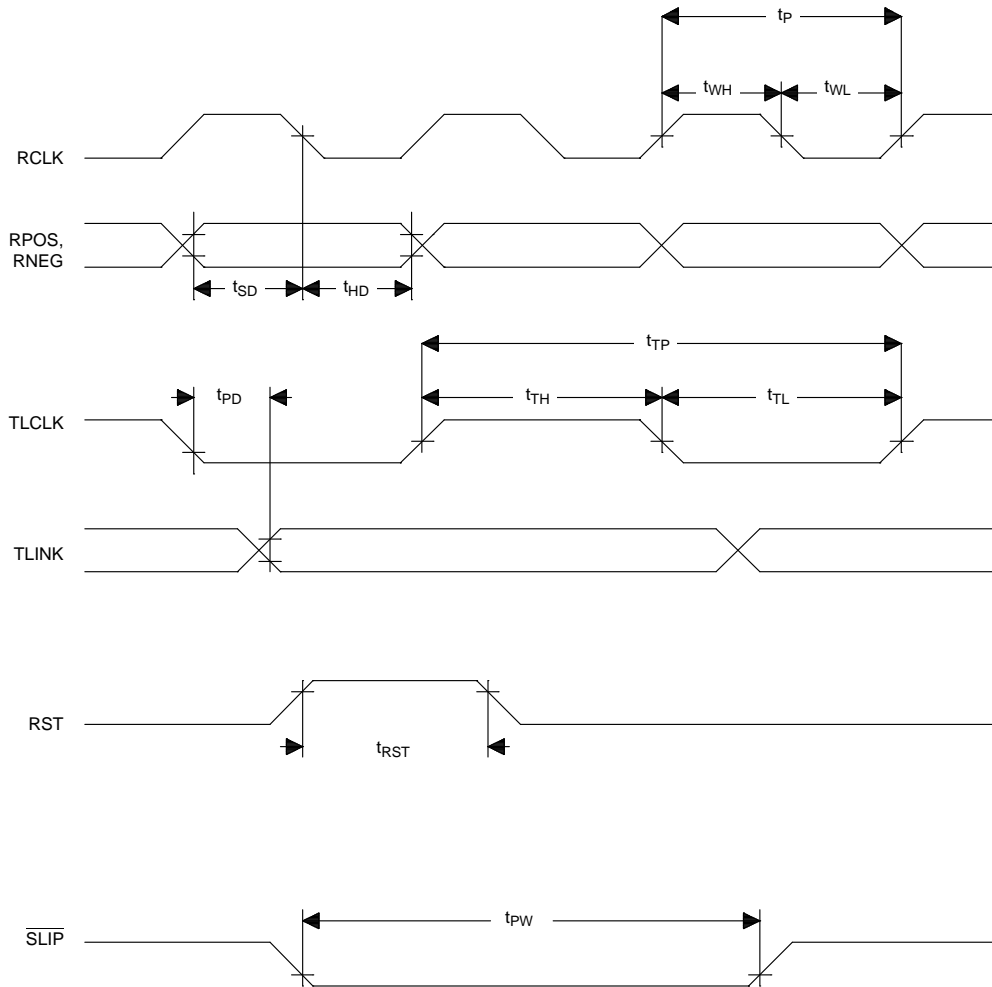 tP
tWH
tWL
RCLK
RPOS,
RNEG
tSD
tHD
tTP
tPD
tTH
tTL
TLCLK
TLINK
RST
tRST
tPW
SLIP